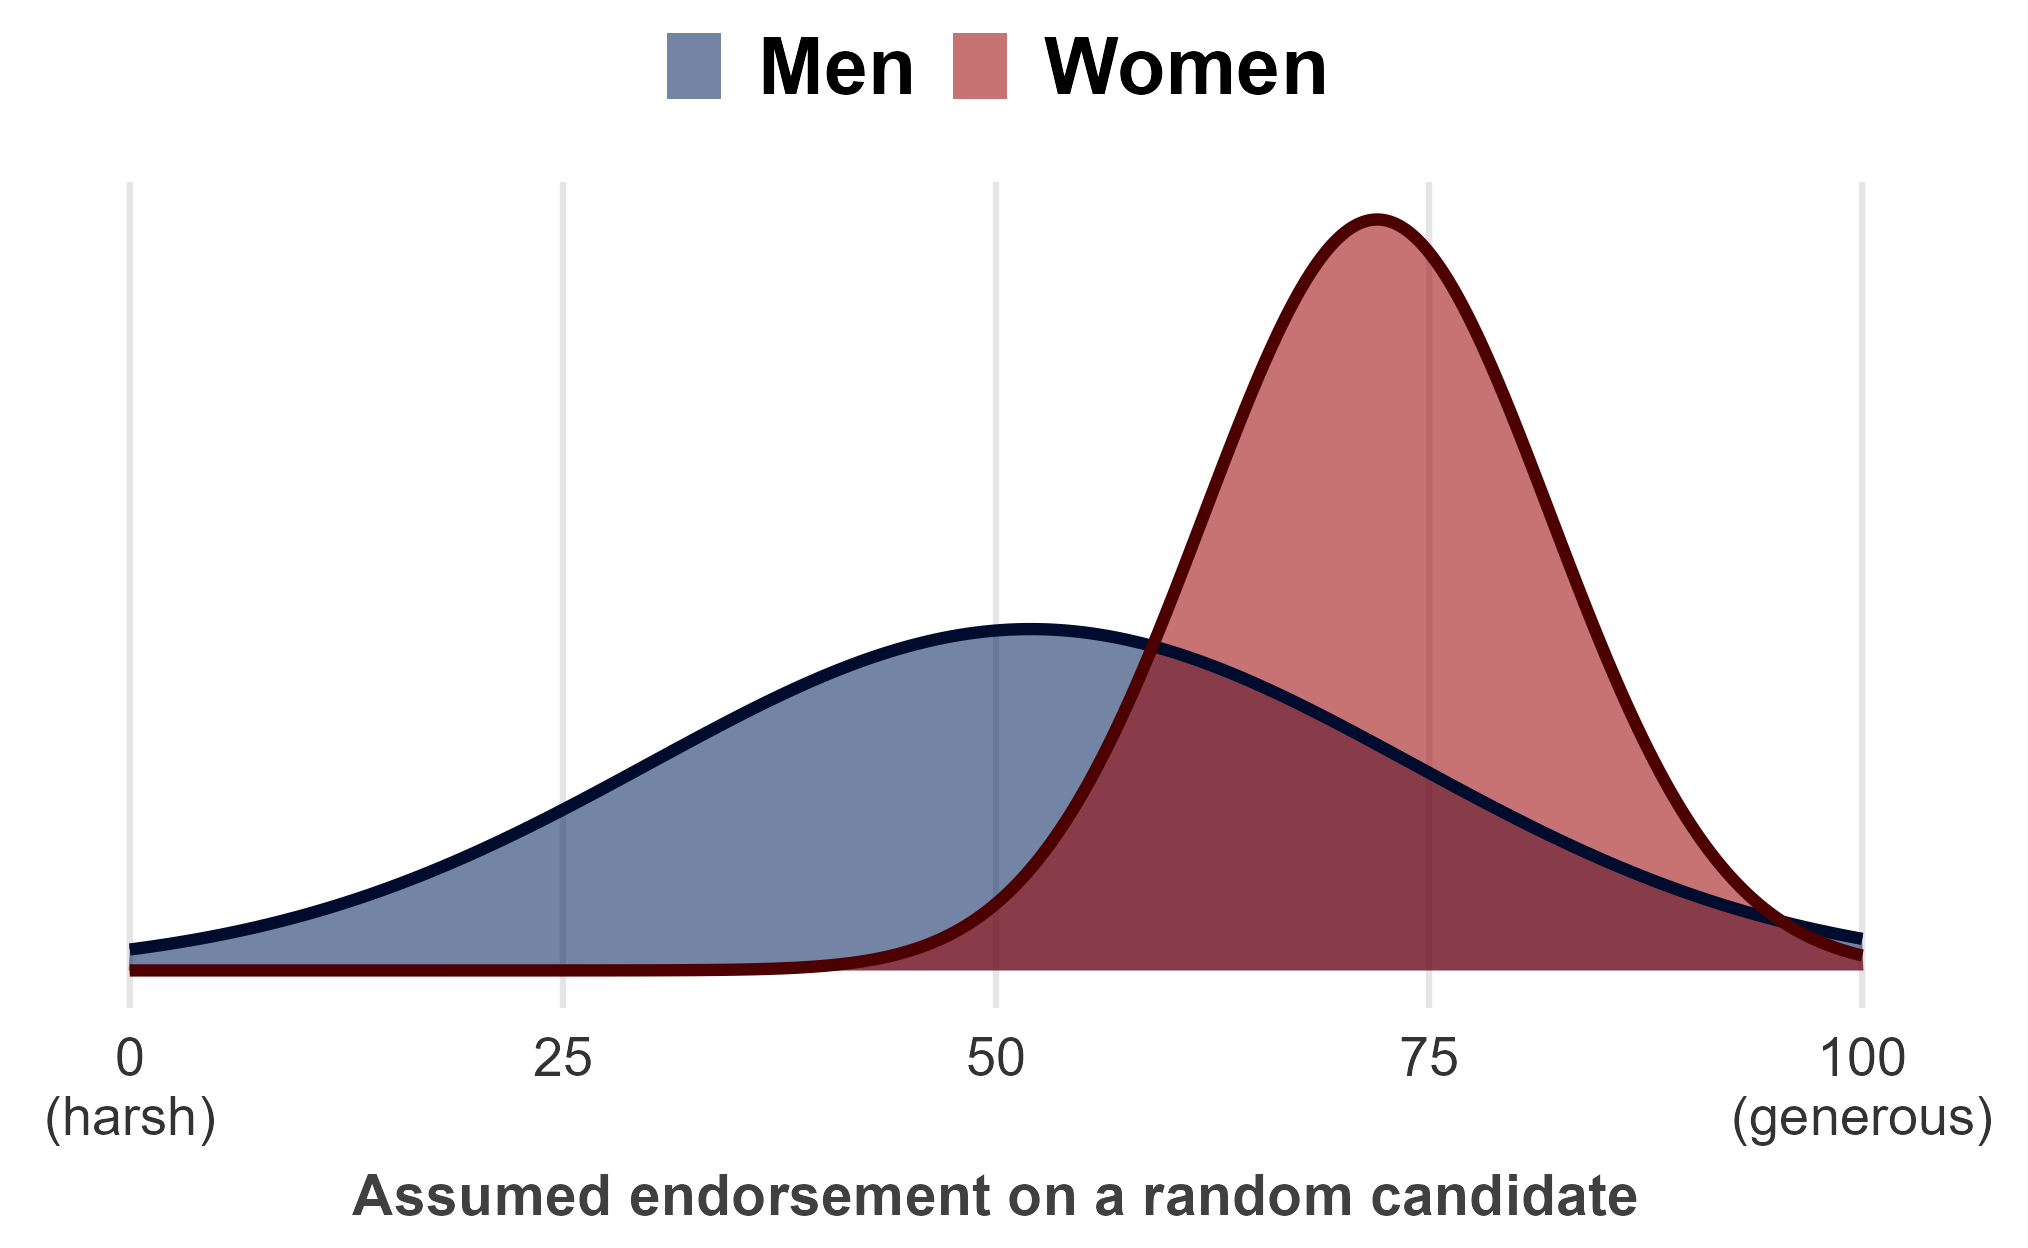 Men Women
0 25 50 75 100
(harsh) (generous)
Assumed endorsement on a random candidate